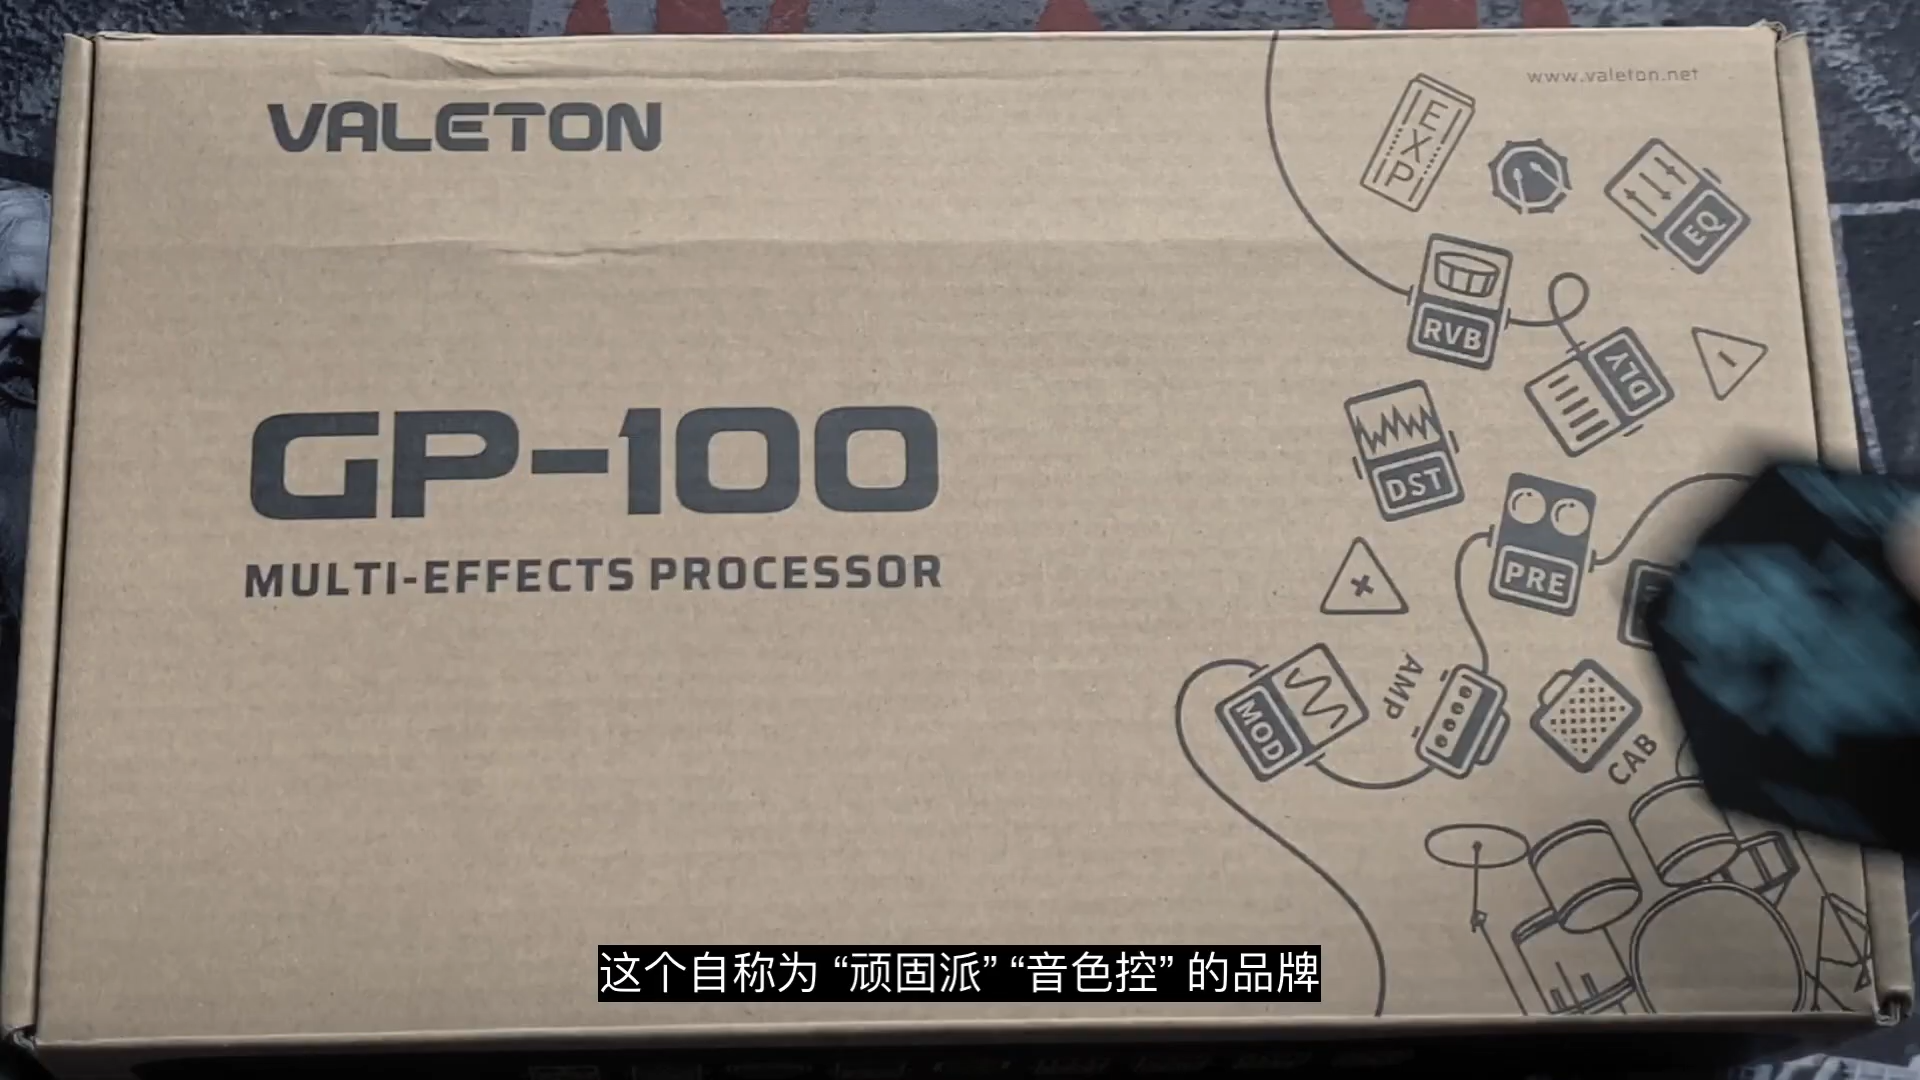 www.valeton.net
VALETON
EXP
EQ
RVB
DLY
GP-100
DST
MULTI-EFFECTS PROCESSOR
PRE
AMP
MOD
CAB
这个自称为 “顽固派” “音色控” 的品牌